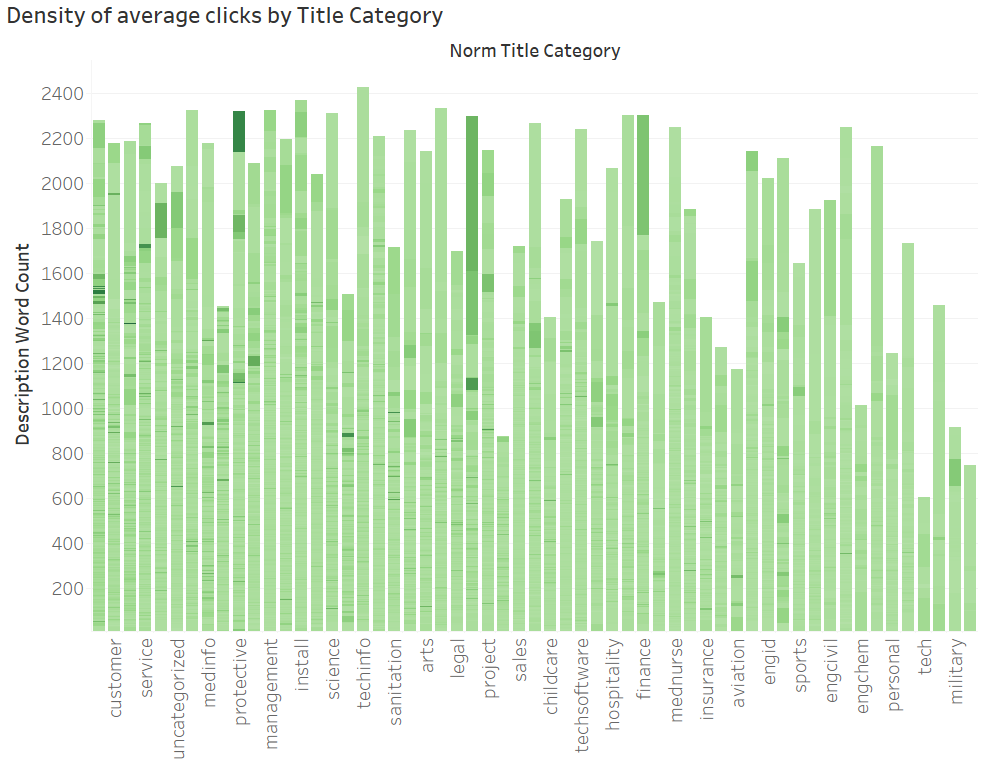 Density of average clicks by Title Category
Norm Title Category
Description Word Count
2400
2200
2000
1800
1600
1400
1200
1000
800
600
400
200
customer
service
uncategorized
medinfo
protective
management
install
science
techinfo
sanitation
arts
legal
project
sales
childcare
techsoftware
hospitality
finance
mednurse
insurance
aviation
engid
sports
engcivil
engchem
personal
tech
military